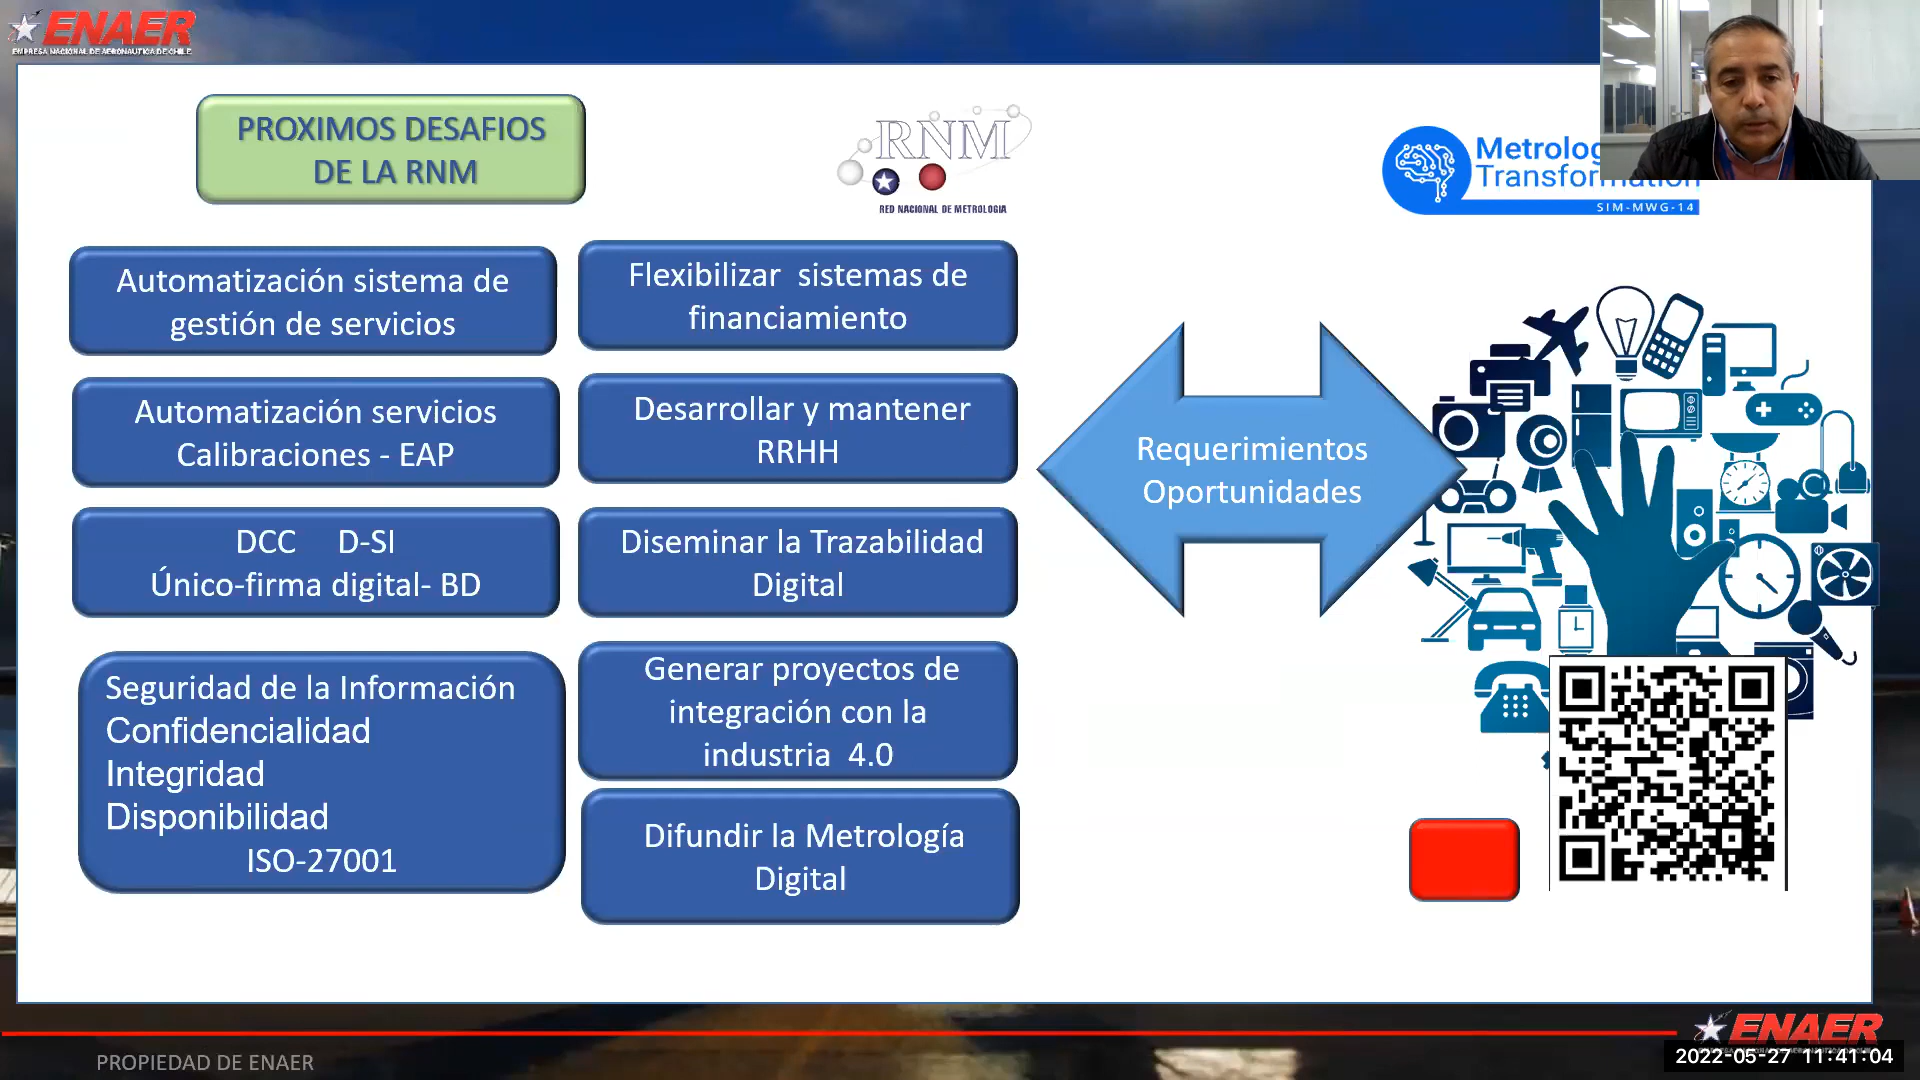 ENAER
EMPRESA NACIONAL DE AERONAUTICA DE CHILE
PROXIMOS DESAFIOS
DE LA RNM
RNM
RED NACIONAL DE METROLOGIA
Transformation
SIM-MWG-14
Automatización sistema de
gestión de servicios
Flexibilizar sistemas de
financiamiento
Automatización servicios
Calibraciones - EAP
Desarrollar y mantener
RRHH
Requerimientos
Oportunidades
DCC D-SI
Único-firma digital- BD
Diseminar la Trazabilidad
Digital
Seguridad de la Información
Confidencialidad
Integridad
Disponibilidad
ISO-27001
Generar proyectos de
integración con la
industria 4.0
Difundir la Metrología
Digital
ENAER
PROPIEDAD DE ENAER
2022-05-27 11:41:04